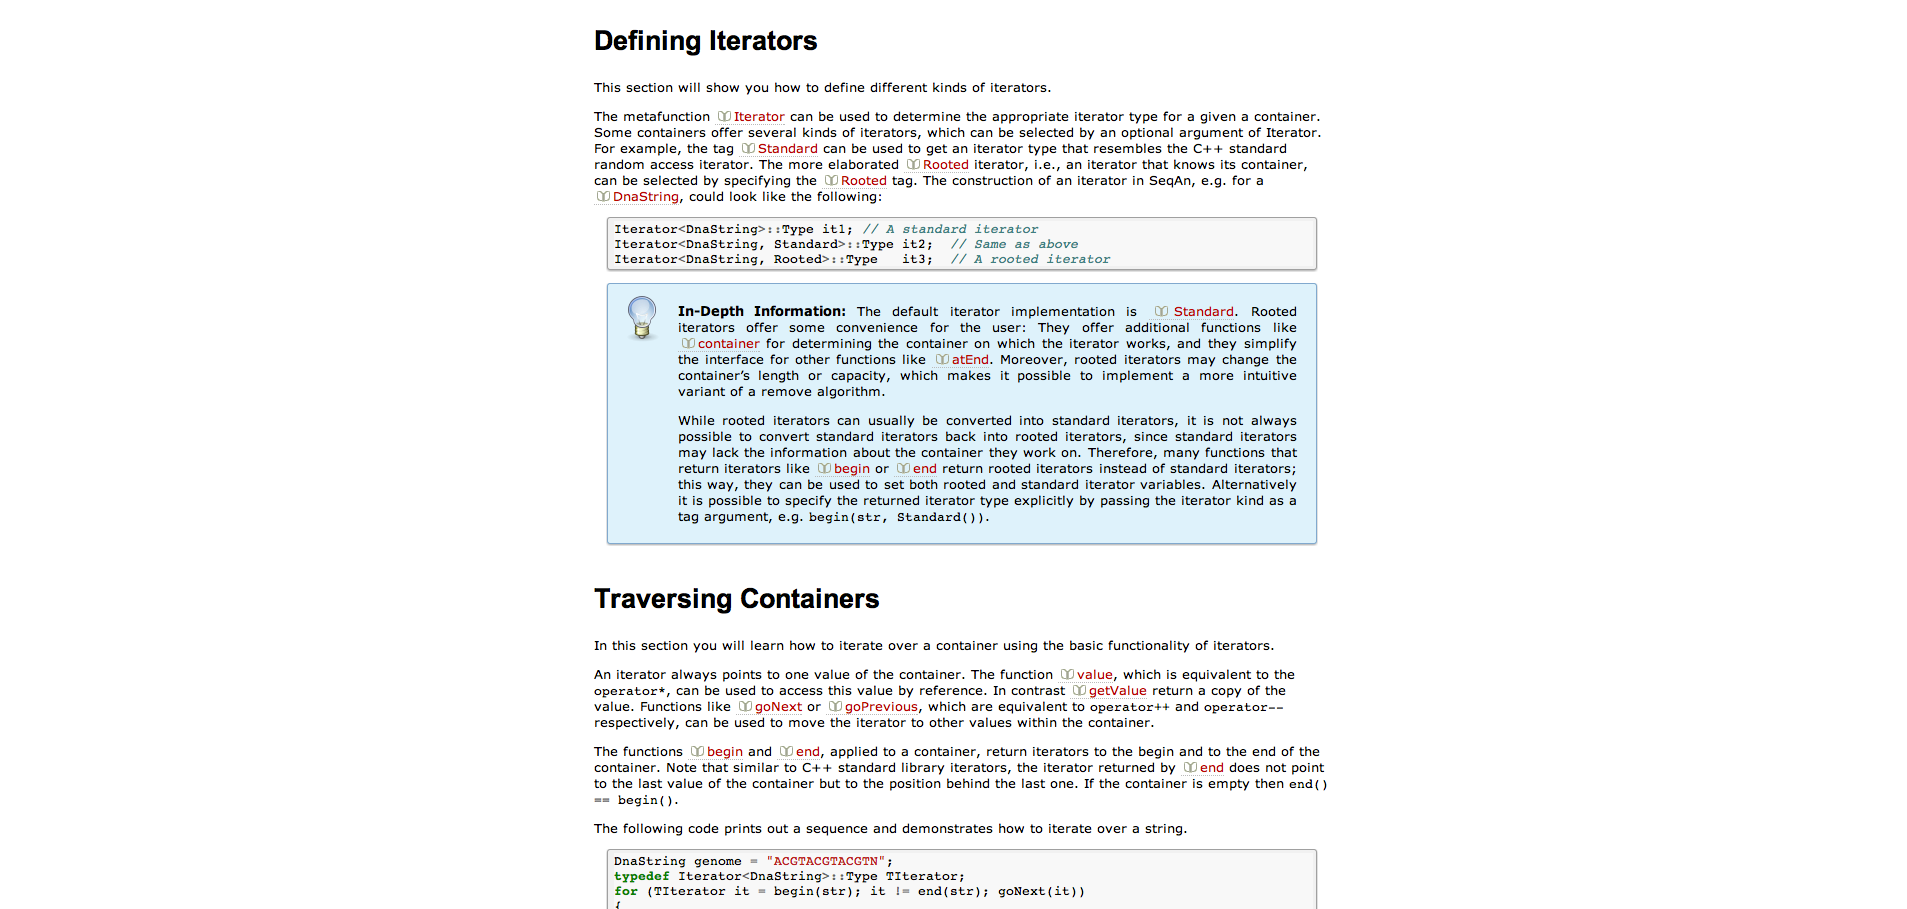 Defining Iterators
This section will show you how to define different kinds of iterators.
The metafunction Iterator can be used to determine the appropriate iterator type for a given a container.
Some containers offer several kinds of iterators, which can be selected by an optional argument of Iterator.
For example, the tag Standard can be used to get an iterator type that resembles the C++ standard
random access iterator. The more elaborated Rooted iterator, i.e., an iterator that knows its container,
can be selected by specifying the Rooted tag. The construction of an iterator in SeqAn, e.g. for a
DnaString, could look like the following:
Iterator<DnaString>::Type it1; // A standard iterator
Iterator<DnaString, Standard>::Type it2;  // Same as above
Iterator<DnaString, Rooted>::Type   it3;  // A rooted iterator
In-Depth Information: The default iterator implementation is Standard. Rooted
iterators offer some convenience for the user: They offer additional functions like
container for determining the container on which the iterator works, and they simplify
the interface for other functions like atEnd. Moreover, rooted iterators may change the
container’s length or capacity, which makes it possible to implement a more intuitive
variant of a remove algorithm.
While rooted iterators can usually be converted into standard iterators, it is not always
possible to convert standard iterators back into rooted iterators, since standard iterators
may lack the information about the container they work on. Therefore, many functions that
return iterators like begin or end return rooted iterators instead of standard iterators;
this way, they can be used to set both rooted and standard iterator variables. Alternatively
it is possible to specify the returned iterator type explicitly by passing the iterator kind as a
tag argument, e.g. begin(str, Standard()).
Traversing Containers
In this section you will learn how to iterate over a container using the basic functionality of iterators.
An iterator always points to one value of the container. The function value, which is equivalent to the
operator*, can be used to access this value by reference. In contrast getValue return a copy of the
value. Functions like goNext or goPrevious, which are equivalent to operator++ and operator--
respectively, can be used to move the iterator to other values within the container.
The functions begin and end, applied to a container, return iterators to the begin and to the end of the
container. Note that similar to C++ standard library iterators, the iterator returned by end does not point
to the last value of the container but to the position behind the last one. If the container is empty then end()
== begin().
The following code prints out a sequence and demonstrates how to iterate over a string.
DnaString genome = "ACGTACGTACGTN";
typedef Iterator<DnaString>::Type TIterator;
for (TIterator it = begin(str); it != end(str); goNext(it))
{